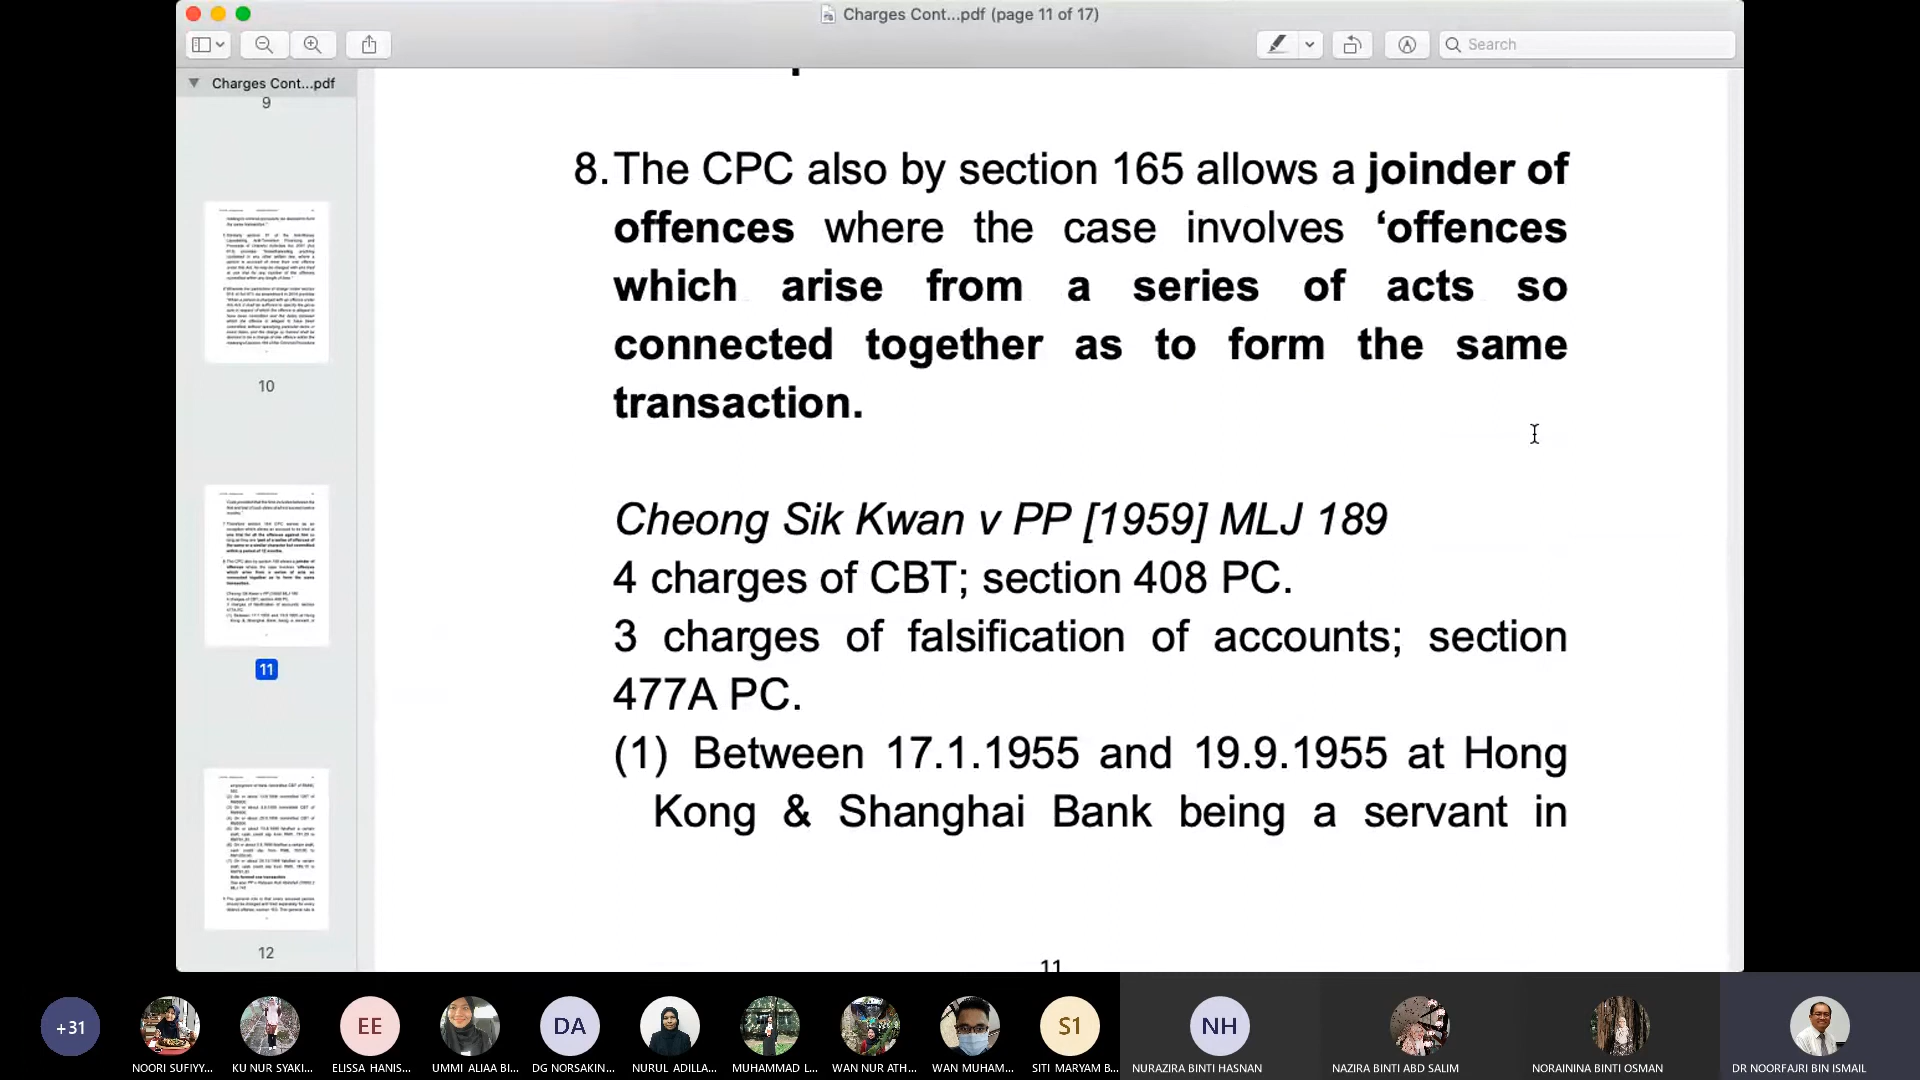 Charges Cont...pdf (page 11 of 17)
Search
Charges Cont...pdf
9
10
11
12
8. The CPC also by section 165 allows a joinder of
offences where the case involves ‘offences
which arise from a series of acts so
connected together as to form the same
transaction.
Cheong Sik Kwan v PP [1959] MLJ 189
4 charges of CBT; section 408 PC.
3 charges of falsification of accounts; section
477A PC.
(1) Between 17.1.1955 and 19.9.1955 at Hong
Kong & Shanghai Bank being a servant in
11
+31
EE
DA
S1
NH
NOORI SUFIYY...
KU NUR SYAKI...
ELISSA HANIS...
UMMI ALIAA BI...
DG NORSAKIN...
NURUL ADILLA...
MUHAMMAD L...
WAN NUR ATH...
WAN MUHAM...
SITI MARYAM B...
NURAZIRA BINTI HASNAN
NAZIRA BINTI ABD SALIM
NORAININA BINTI OSMAN
DR NOORFAJRI BIN ISMAIL